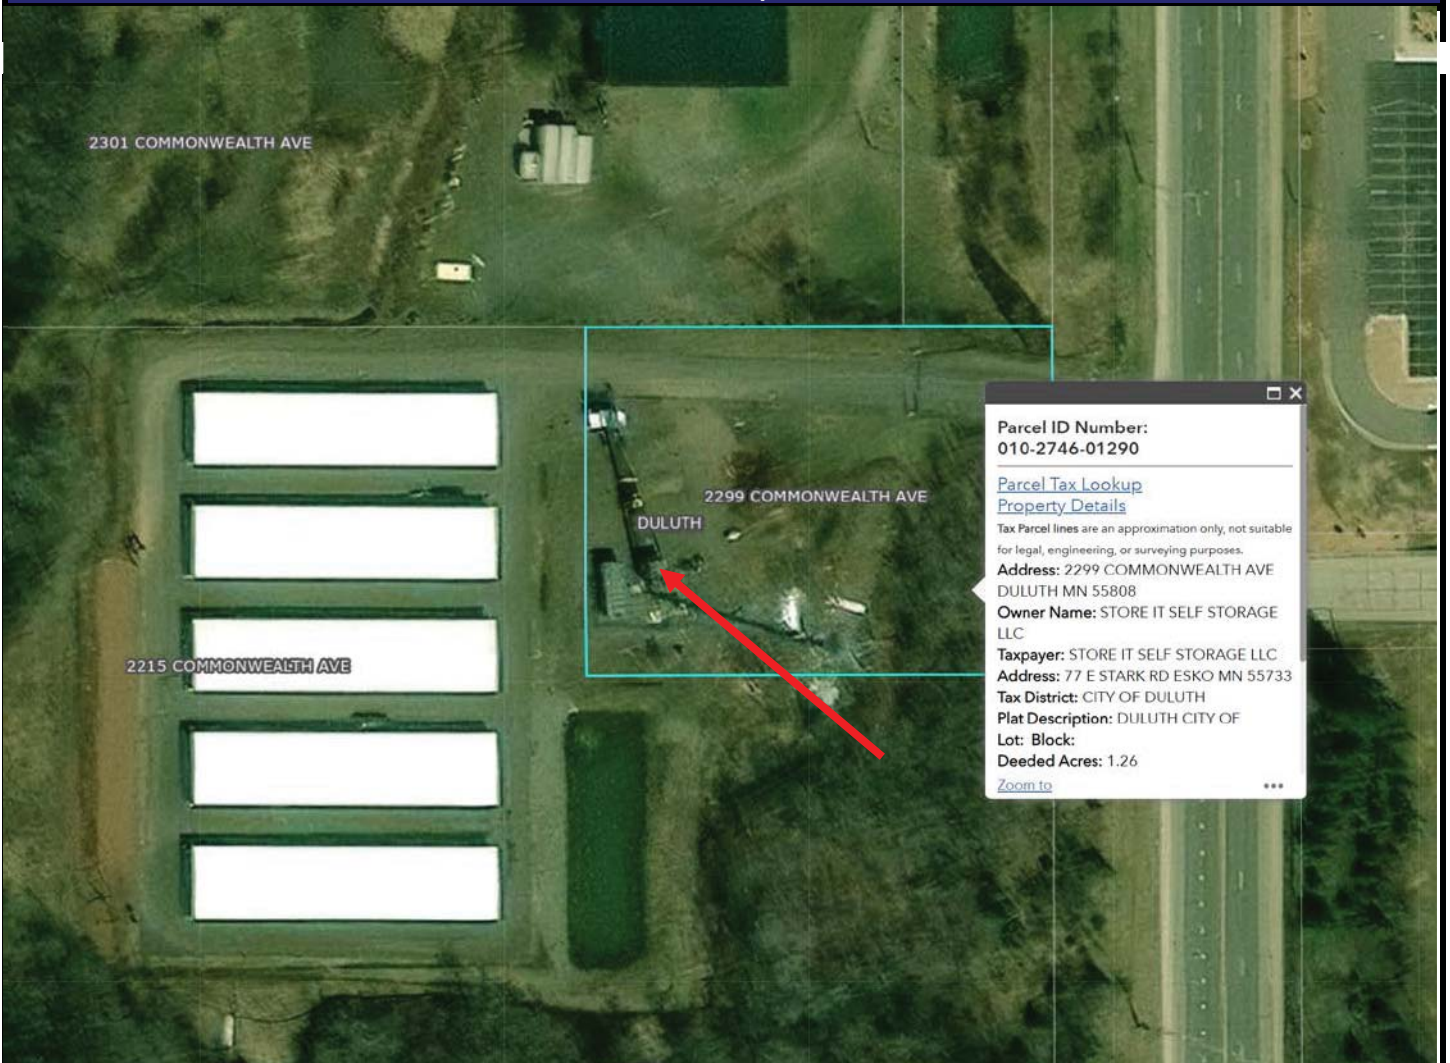 2301 COMMONWEALTH AVE
2299 COMMONWEALTH AVE
DULUTH
2215 COMMONWEALTH AVE
Parcel ID Number:
010-2746-01290
Parcel Tax Lookup
Property Details
Tax Parcel lines are an approximation only, not suitable
for legal, engineering, or surveying purposes.
Address: 2299 COMMONWEALTH AVE
DULUTH MN 55808
Owner Name: STORE IT SELF STORAGE
LLC
Taxpayer: STORE IT SELF STORAGE LLC
Address: 77 E STARK RD ESKO MN 55733
Tax District: CITY OF DULUTH
Plat Description: DULUTH CITY OF
Lot: Block:
Deeded Acres: 1.26
Zoom to